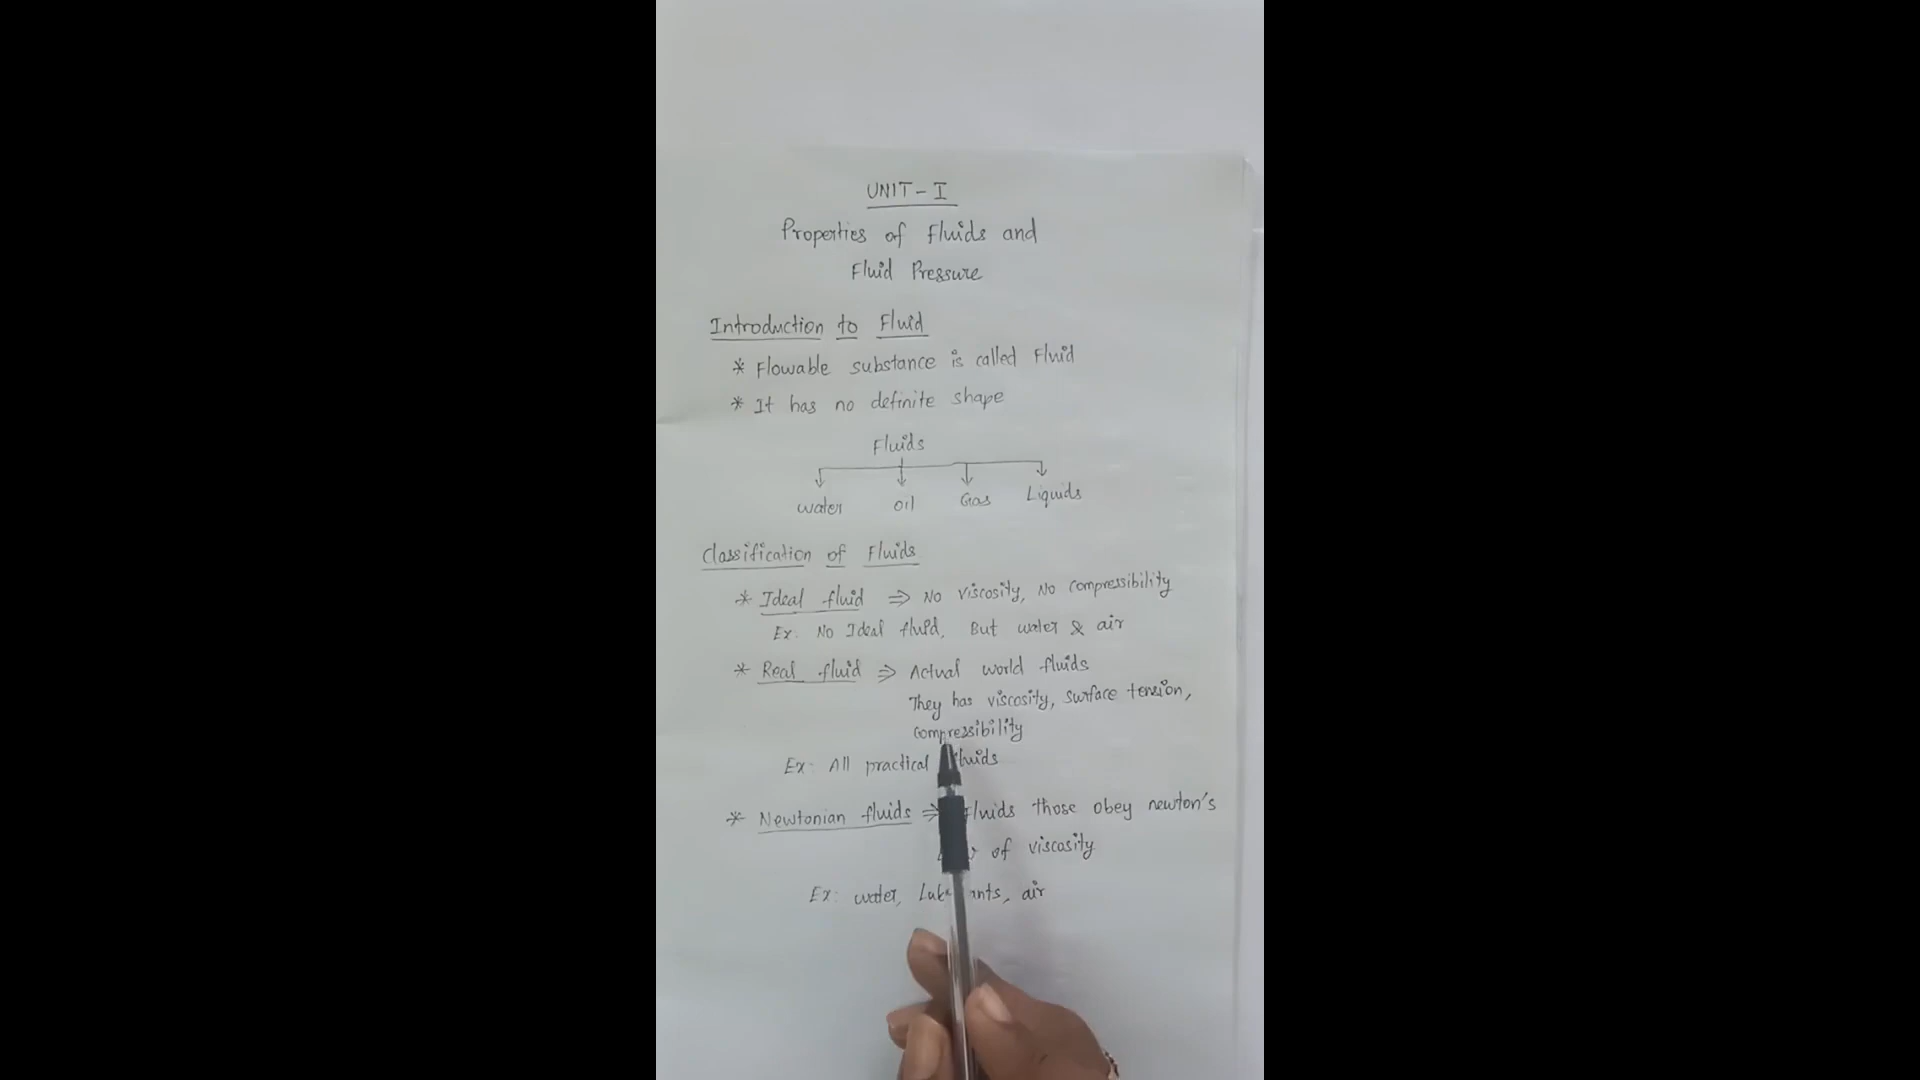 UNIT - I
Properties of Fluids and
Fluid Pressure
Introduction to Fluid
* Flowable substance is called Fluid
* It has no definite shape
Fluids
Water Oil Gas Liquids
Classification of Fluids
* Ideal fluid ⇒ No viscosity, No compressibility
Ex: No Ideal fluid, But water & air
* Real fluid ⇒ Actual world fluids
They has viscosity, surface tension,
Compressibility
Ex: All practical fluids
* Newtonian fluids ⇒ Fluids those obey newton's
of viscosity
Ex: water, air